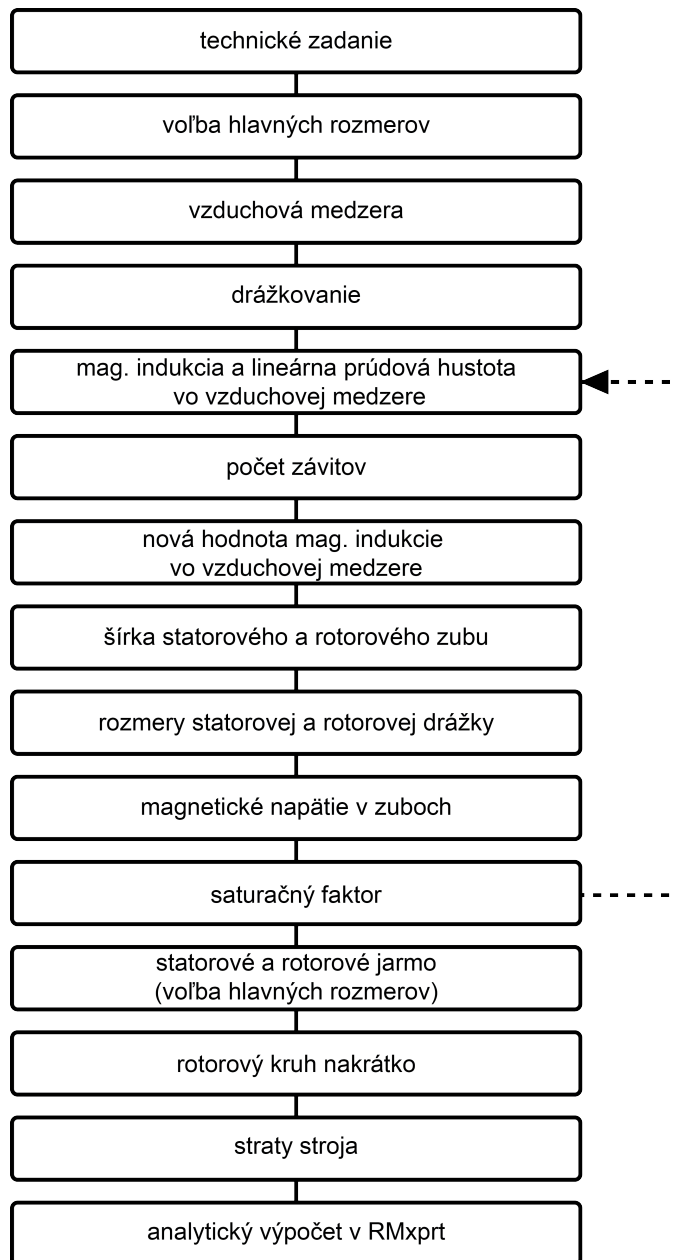 technické zadanie
voľba hlavných rozmerov
vzduchová medzera
drážkovanie
mag. indukcia a lineárna prúdová hustota
vo vzduchovej medzere
počet závitov
nová hodnota mag. indukcie
vo vzduchovej medzere
šírka statorového a rotorového zubu
rozmery statorovej a rotorovej drážky
magnetické napätie v zuboch
saturačný faktor
statorové a rotorové jarmo
(voľba hlavných rozmerov)
rotorový kruh nakrátko
straty stroja
analytický výpočet v RMxprt